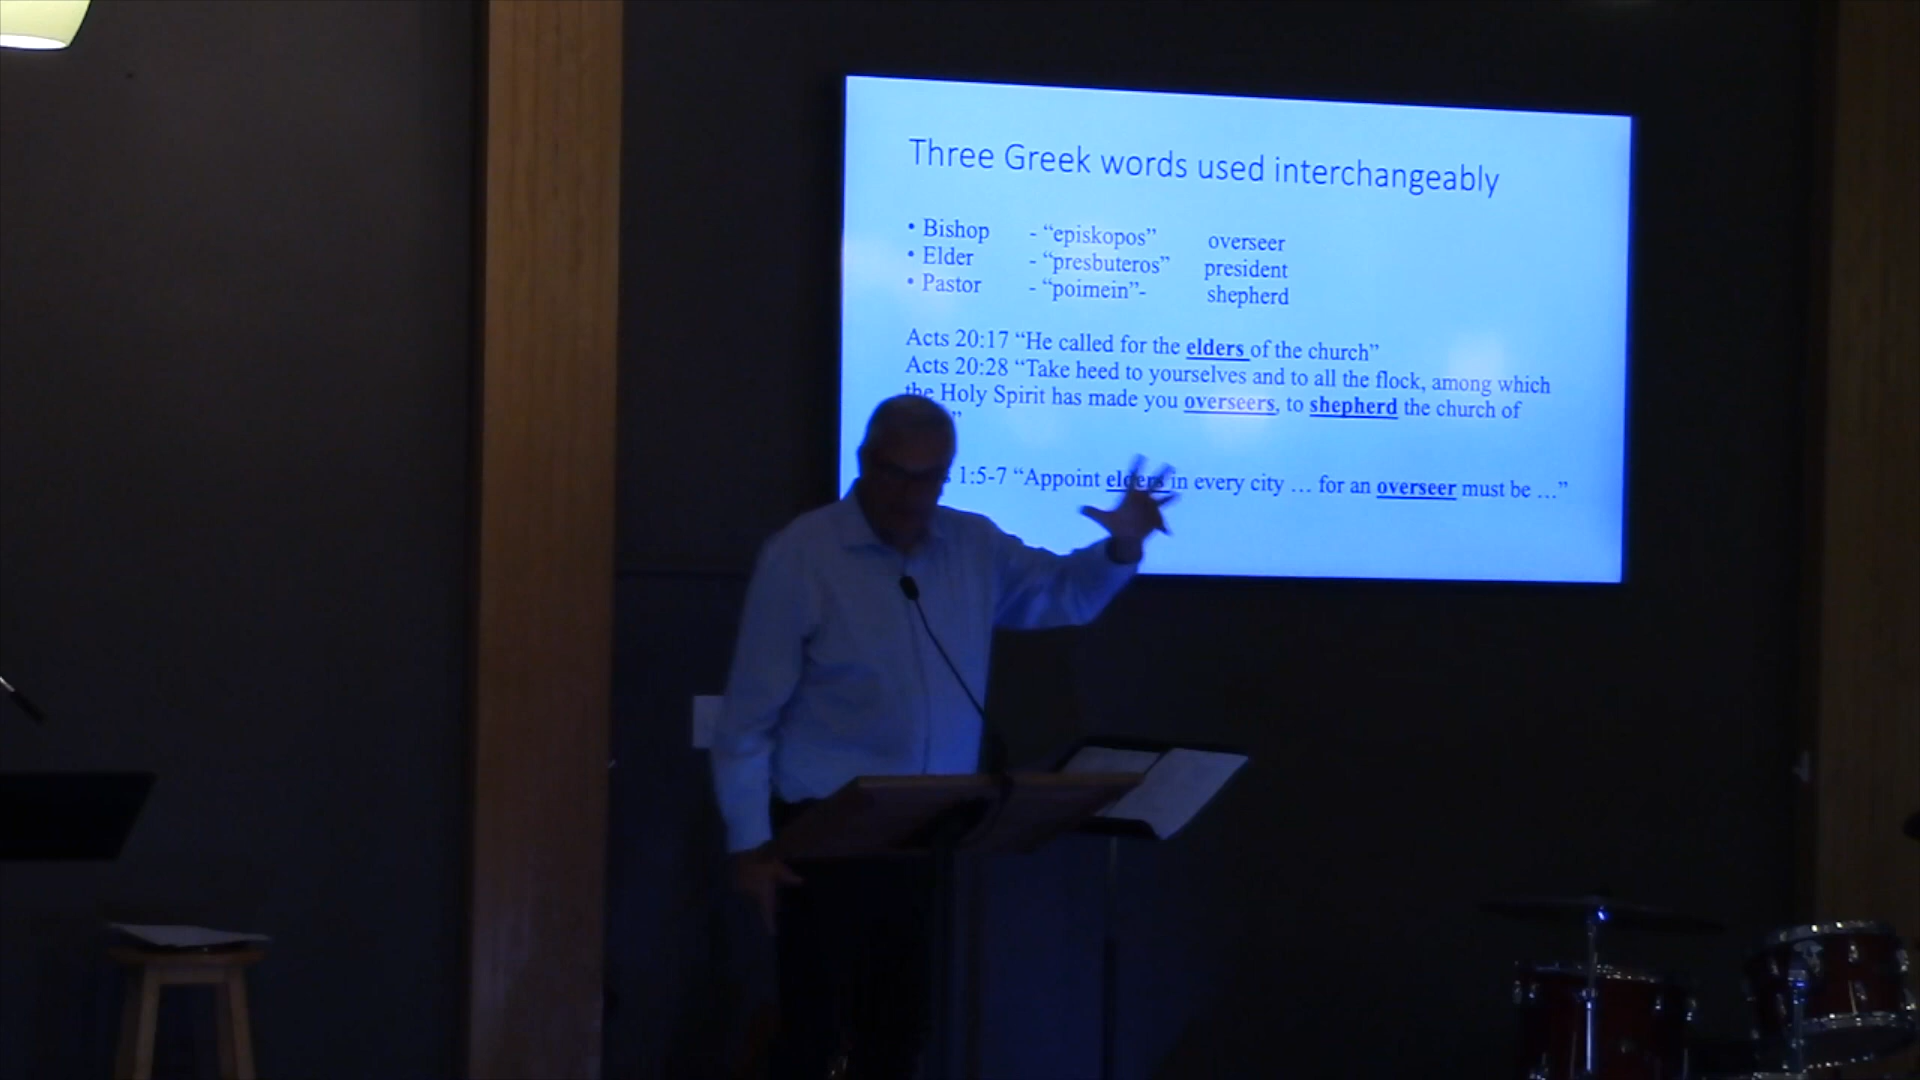 Three Greek words used interchangeably
• Bishop - “episkopos” overseer
• Elder - “presbuteros” president
• Pastor - “poimein”- shepherd
Acts 20:17 “He called for the elders of the church”
Acts 20:28 “Take heed to yourselves and to all the flock, among which
the Holy Spirit has made you overseers, to shepherd the church of
”
1:5-7 “Appoint elders in every city … for an overseer must be …”